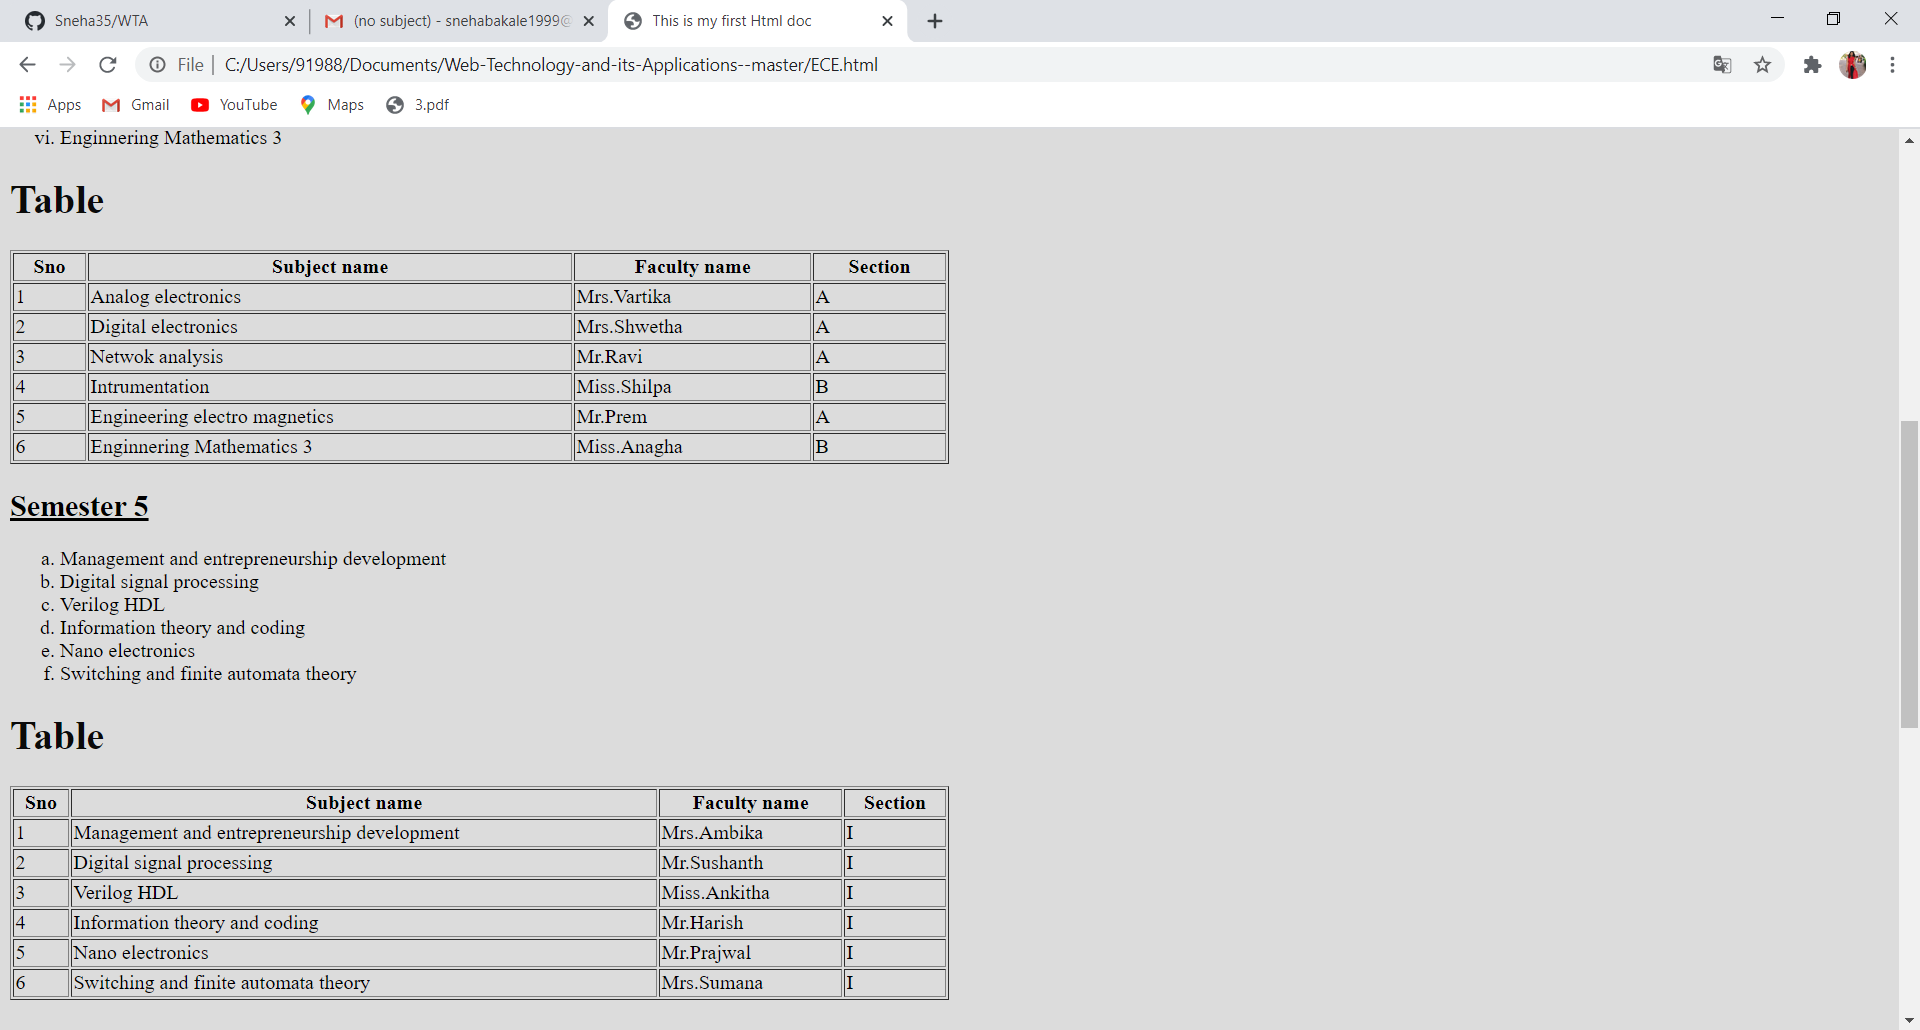 Sneha35/WTA
(no subject) - snehabakale1999@
This is my first Html doc
File | C:/Users/91988/Documents/Web-Technology-and-its-Applications--master/ECE.html
Apps Gmail YouTube Maps 3.pdf
vi. Enginnering Mathematics 3
Table
Sno Subject name Faculty name Section
1 Analog electronics Mrs.Vartika A
2 Digital electronics Mrs.Shwetha A
3 Netwok analysis Mr.Ravi A
4 Intrumentation Miss.Shilpa B
5 Engineering electro magnetics Mr.Prem A
6 Enginnering Mathematics 3 Miss.Anagha B
Semester 5
a. Management and entrepreneurship development
b. Digital signal processing
c. Verilog HDL
d. Information theory and coding
e. Nano electronics
f. Switching and finite automata theory
Table
Sno Subject name Faculty name Section
1 Management and entrepreneurship development Mrs.Ambika I
2 Digital signal processing Mr.Sushanth I
3 Verilog HDL Miss.Ankitha I
4 Information theory and coding Mr.Harish I
5 Nano electronics Mr.Prajwal I
6 Switching and finite automata theory Mrs.Sumana I